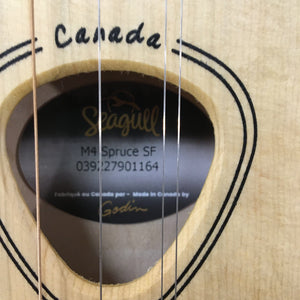 Canada
Seagull
M4 Spruce SF
039227901164
Fabriqué au Canada par - Made in Canada by
Godin